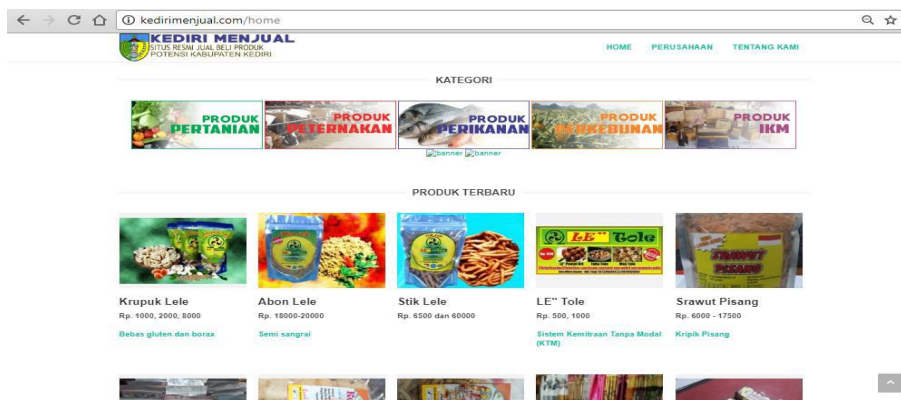 kedirimenjual.com/home
KEDIRI MENJUAL
SITUS RESMI JUAL BELI PRODUK
POTENSI KABUPATEN KEDIRI
HOME PERUSAHAAN TENTANG KAMI
KATEGORI
PRODUK PERTANIAN
PRODUK PETERNAKAN
PRODUK PERIKANAN
PRODUK PERKEBUNAN
PRODUK IKM
banner banner
PRODUK TERBARU
LE" Tole
SRAWUT
PISANG
Krupuk Lele
Rp. 1000, 2000, 8000
Bebas gluten dan borax
Abon Lele
Rp. 18000-20000
Semi sangrai
Stik Lele
Rp. 6500 dan 60000
LE" Tole
Rp. 500, 1000
Sistem Kemitraan Tanpa Modal
(KTM)
Srawut Pisang
Rp. 6000 - 17500
Kripik Pisang